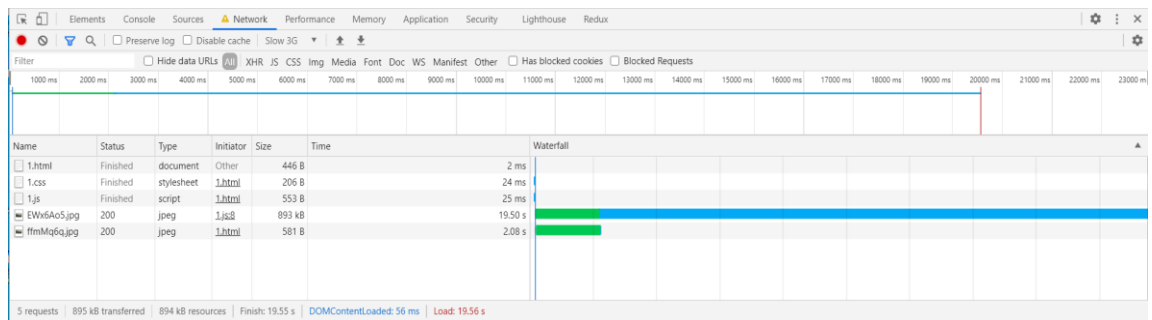 Elements Console Sources Network Performance Memory Application Security Lighthouse Redux
Preserve log Disable cache Slow 3G
Filter Hide data URLs All XHR JS CSS Img Media Font Doc WS Manifest Other Has blocked cookies Blocked Requests
1000 ms 2000 ms 3000 ms 4000 ms 5000 ms 6000 ms 7000 ms 8000 ms 9000 ms 10000 ms 11000 ms 12000 ms 13000 ms 14000 ms 15000 ms 16000 ms 17000 ms 18000 ms 19000 ms 20000 ms 21000 ms 22000 ms 23000 m
Name Status Type Initiator Size Time Waterfall
1.html Finished document Other 446 B 2 ms
1.css Finished stylesheet 1.html 206 B 24 ms
1.js Finished script 1.html 553 B 25 ms
EWx6Ao5.jpg 200 jpeg 1.js:8 893 kB 19.50 s
ffmMq6q.jpg 200 jpeg 1.html 581 B 2.08 s
5 requests 895 kB transferred 894 kB resources Finish: 19.55 s DOMContentLoaded: 56 ms Load: 19.56 s